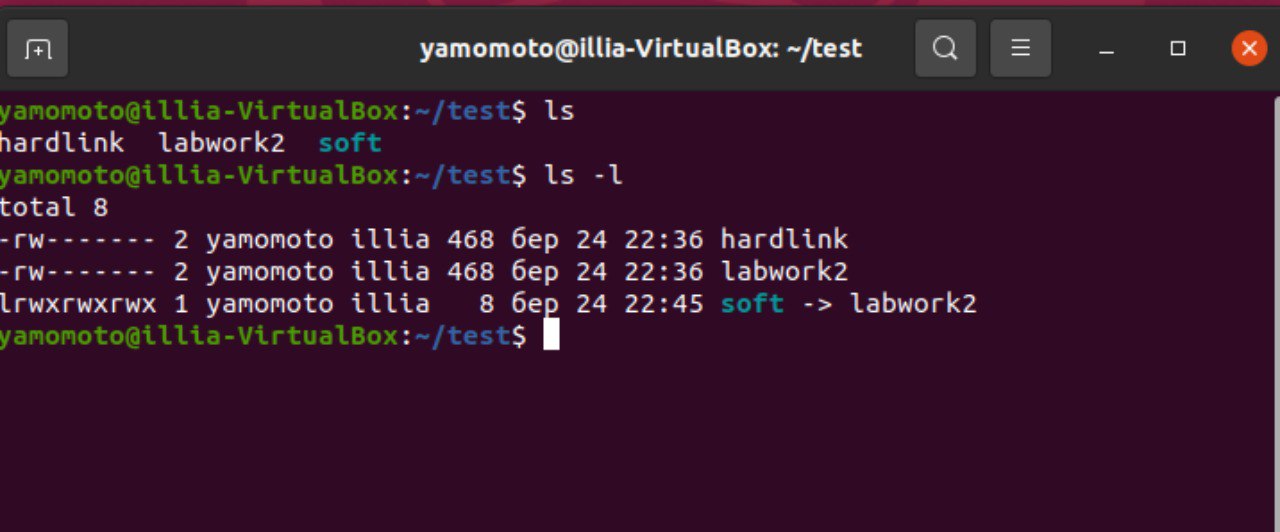 yamomoto@illia-VirtualBox: ~/test
yamomoto@illia-VirtualBox:~/test$ ls
hardlink  labwork2  soft
yamomoto@illia-VirtualBox:~/test$ ls -l
total 8
-rw------- 2 yamomoto illia 468 бер 24 22:36 hardlink
-rw------- 2 yamomoto illia 468 бер 24 22:36 labwork2
lrwxrwxrwx 1 yamomoto illia   8 бер 24 22:45 soft -> labwork2
yamomoto@illia-VirtualBox:~/test$